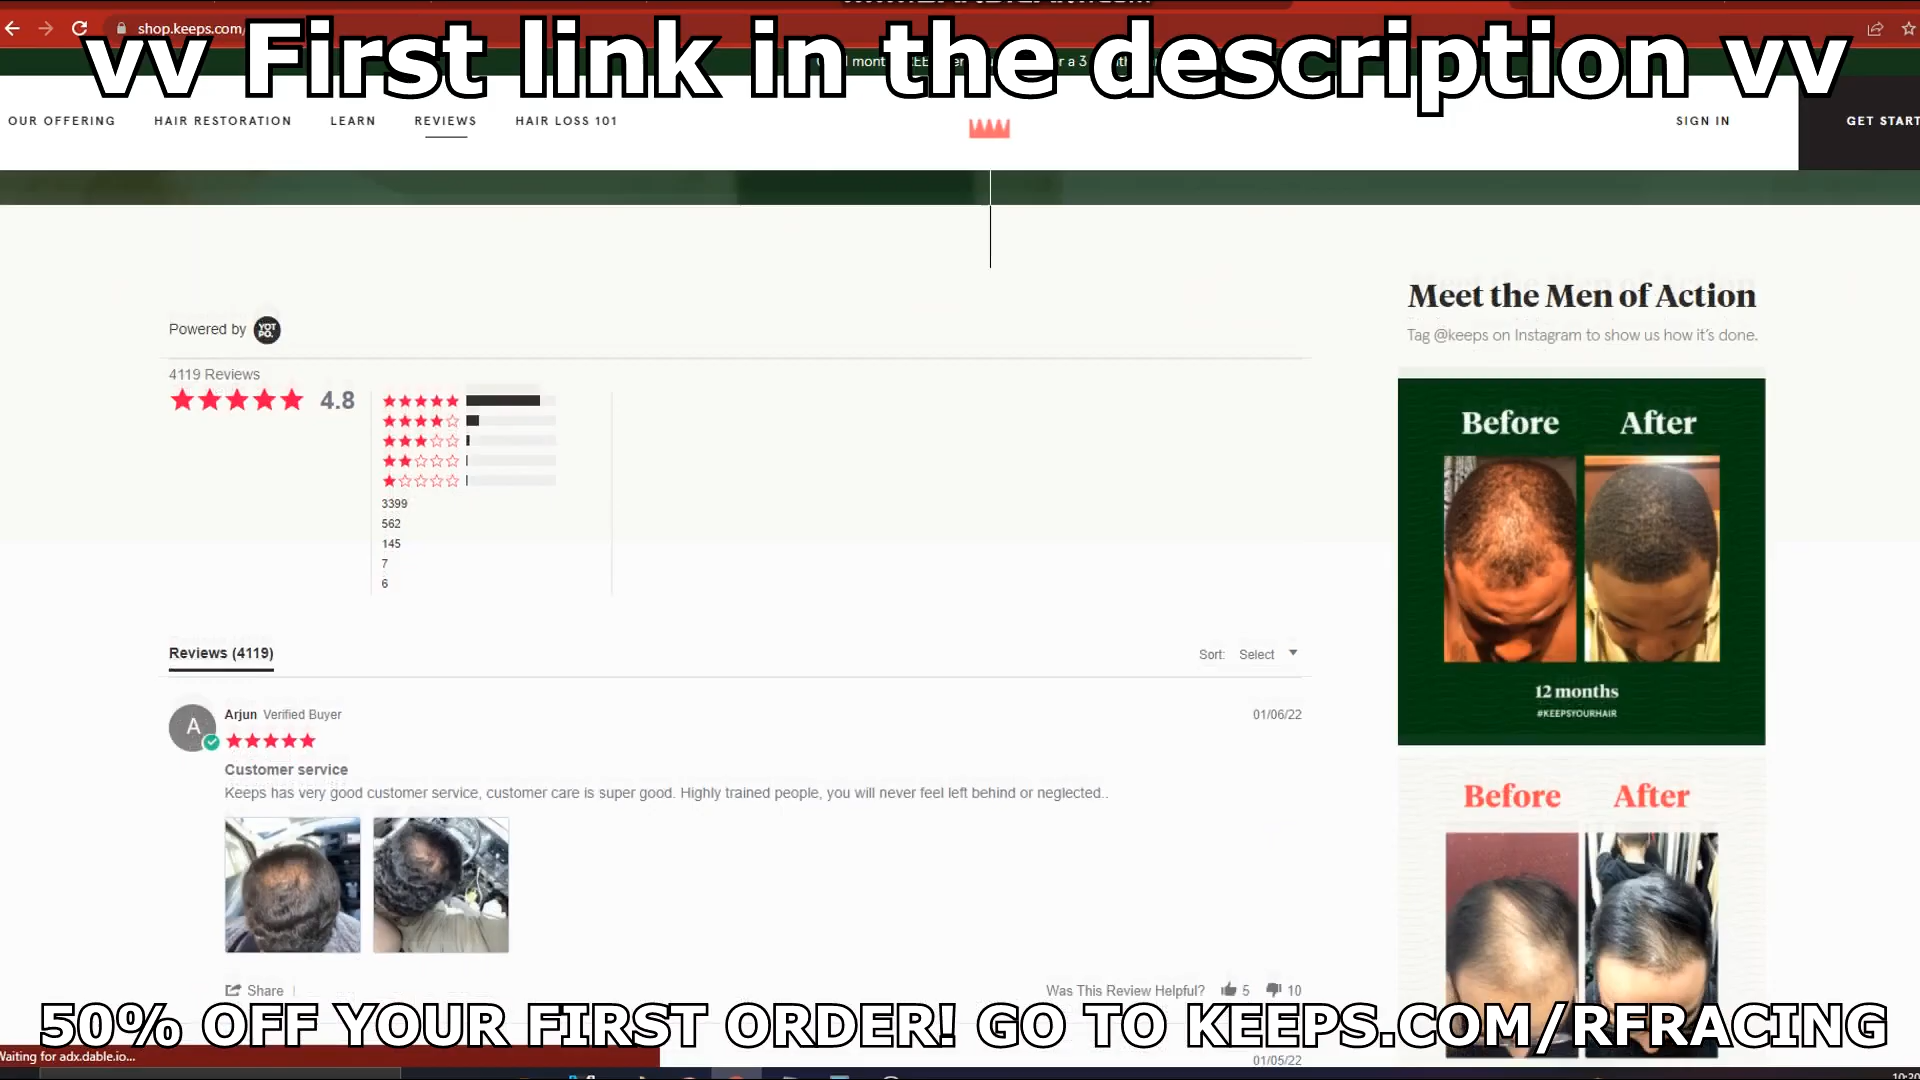 shop.keeps.com/
vv First link in the description vv
OUR OFFERING HAIR RESTORATION LEARN REVIEWS HAIR LOSS 101
SIGN IN
GET START
Meet the Men of Action
Tag @keeps on Instagram to show us how it's done.
Powered by YOT PO.
4119 Reviews
4.8
3399
562
145
7
6
Before After
12 months
#KEEPSYOURHAIR
Reviews (4119)
Sort: Select
A
Arjun Verified Buyer
01/06/22
Customer service
Keeps has very good customer service, customer care is super good. Highly trained people, you will never feel left behind or neglected..
Before After
Share
Was This Review Helpful? 5 10
50% OFF YOUR FIRST ORDER! GO TO KEEPS.COM/RFRACING
Waiting for adx.dable.io...
01/05/22